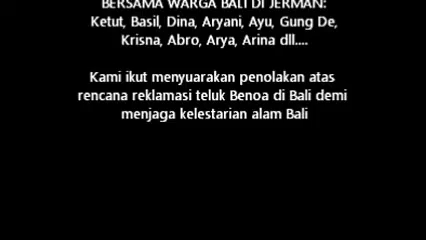 BERSAMA WARGA BALI DI JERMAN:
Ketut, Basil, Dina, Aryani, Ayu, Gung De,
Krisna, Abro, Arya, Arina dll....
Kami ikut menyuarakan penolakan atas
rencana reklamasi teluk Benoa di Bali demi
menjaga kelestarian alam Bali